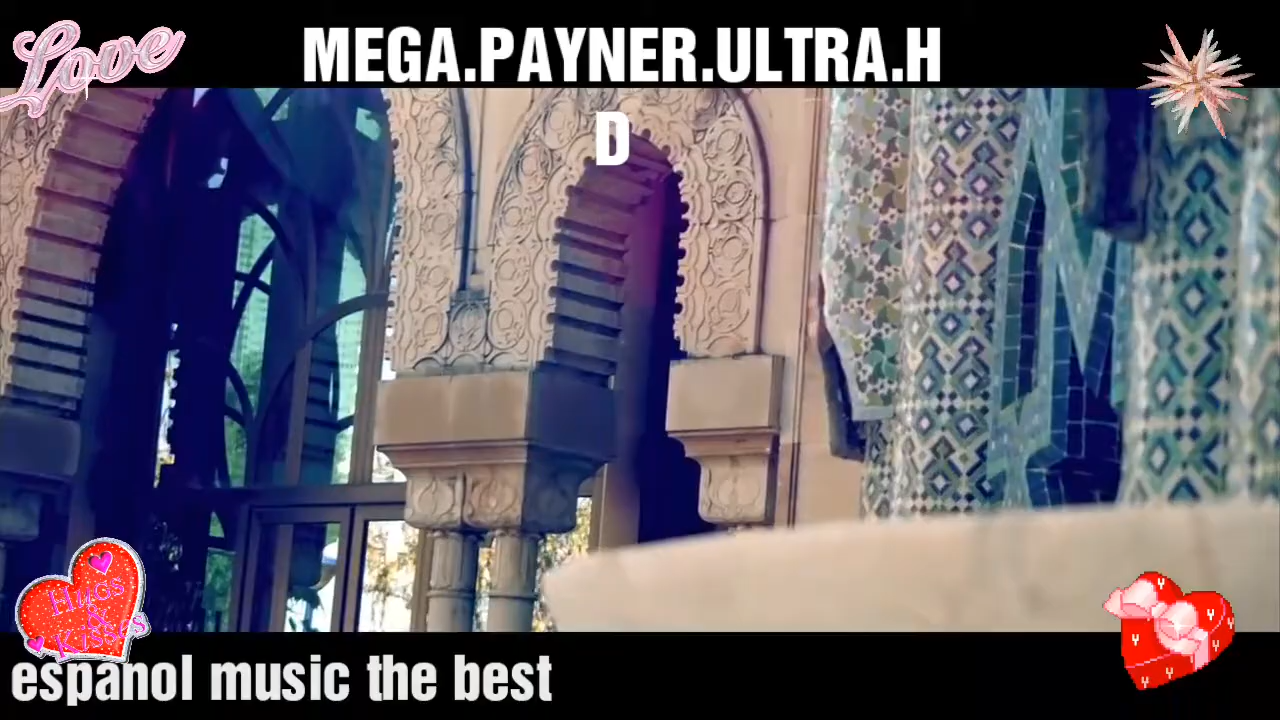 Love
MEGA.PAYNER.ULTRA.H
D
Hugs
&
Kisses
espanol music the best